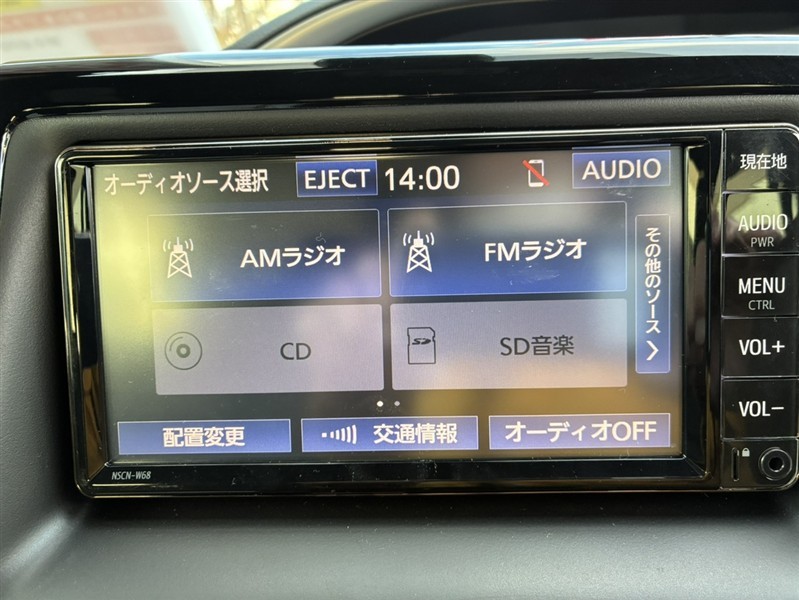 オーディオソース選択 EJECT 14:00 AUDIO
AMラジオ FMラジオ
その他のソース
CD SD音楽
配置変更 交通情報 オーディオOFF
NSCN-W68
現在地
AUDIO
PWR
MENU
CTRL
VOL+
VOL−